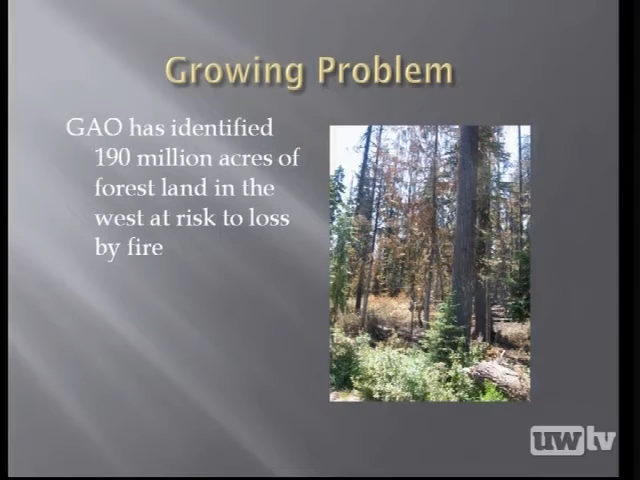 Growing Problem
GAO has identified
190 million acres of
forest land in the
west at risk to loss
by fire
uwtv